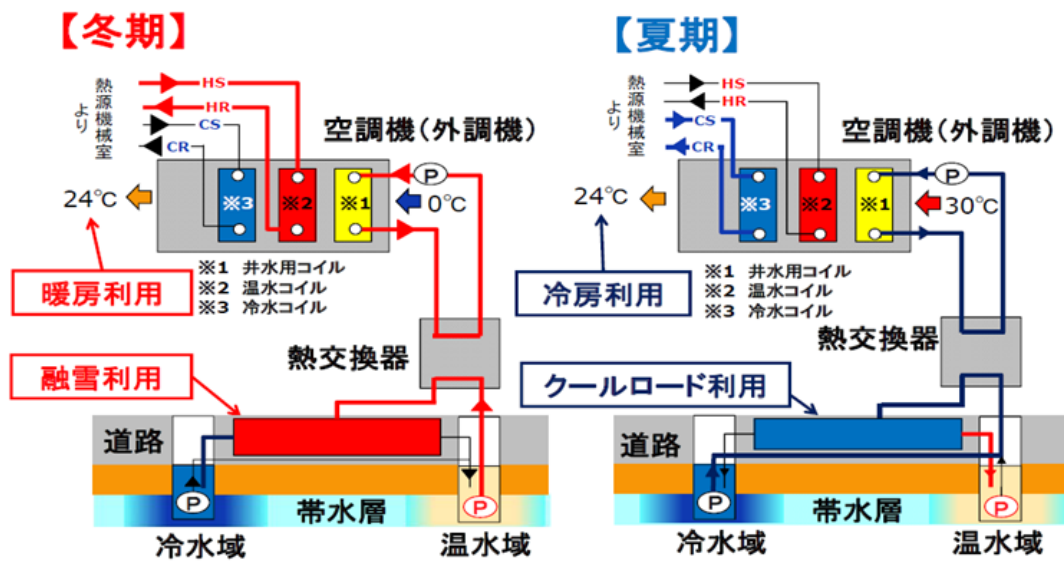 【冬期】
熱源機械室
より
HS
HR
CS
CR
空調機(外調機)
24℃
※3
※2
※1
P
0℃
※1 井水用コイル
※2 温水コイル
※3 冷水コイル
暖房利用
熱交換器
融雪利用
道路
P
帯水層
P
冷水域
温水域
【夏期】
熱源機械室
より
HS
HR
CS
CR
空調機(外調機)
24℃
※3
※2
※1
P
30℃
※1 井水用コイル
※2 温水コイル
※3 冷水コイル
冷房利用
熱交換器
クールロード利用
道路
P
帯水層
P
冷水域
温水域